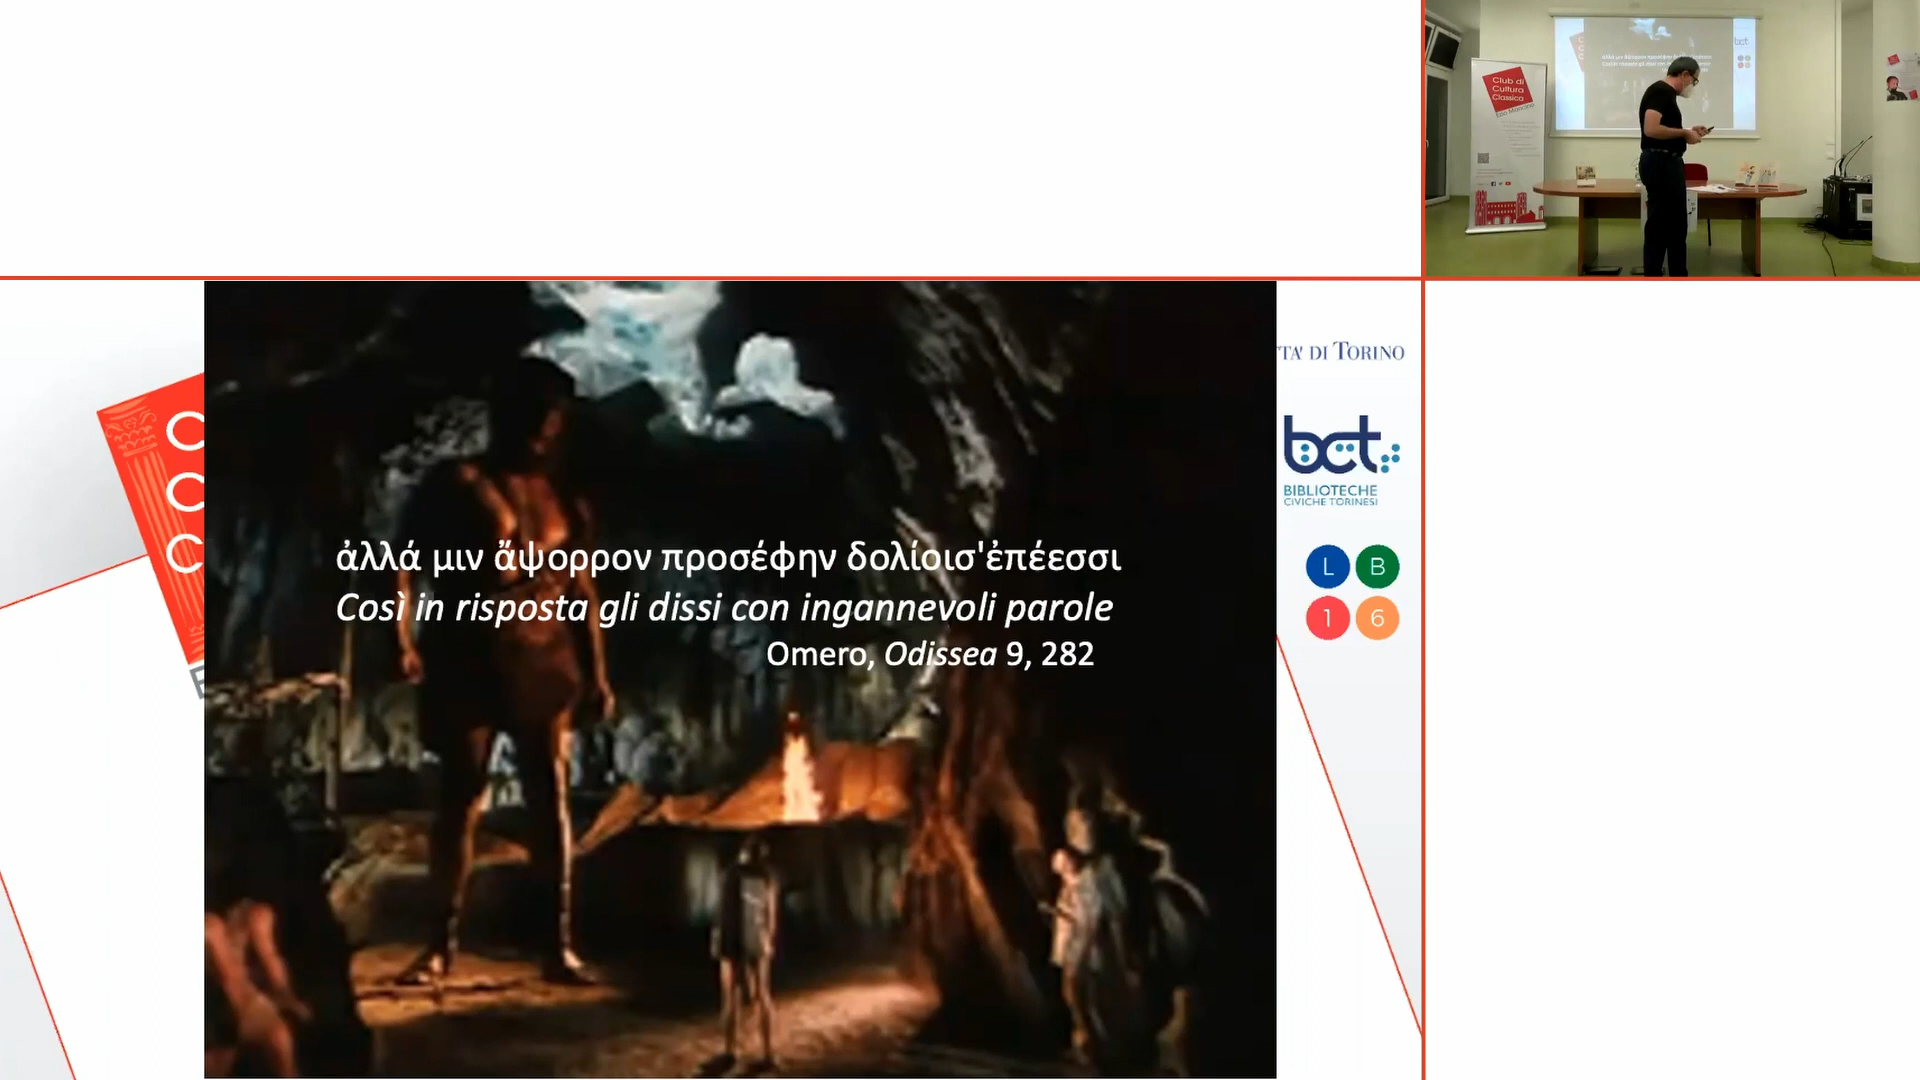 Club di
Cultura
Classica
bct
TA' DI TORINO
C
C
C
bct
BIBLIOTECHE
CIVICHE TORINESI
L B
1 6
ἀλλά μιν ἄψορρον προσέφην δολίοισ'ἐπέεσσι
Così in risposta gli dissi con ingannevoli parole
Omero, Odissea 9, 282